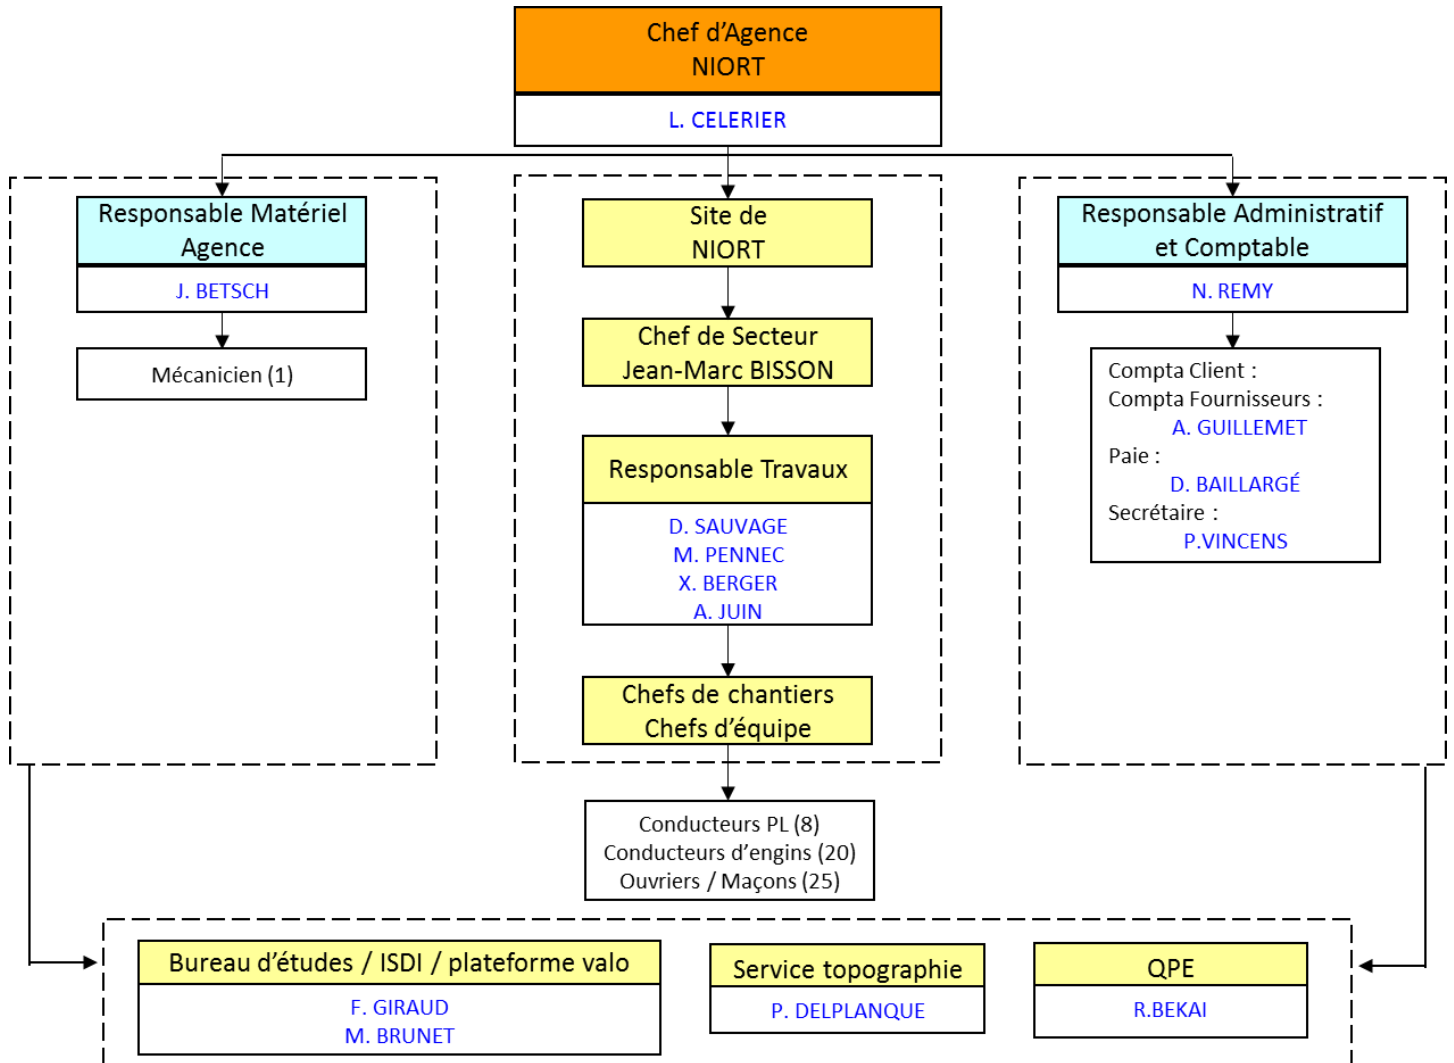 Chef d’Agence
NIORT
L. CELERIER
Responsable Matériel
Agence
J. BETSCH
Mécanicien (1)
Site de
NIORT
Chef de Secteur
Jean-Marc BISSON
Responsable Travaux
D. SAUVAGE
M. PENNEC
X. BERGER
A. JUIN
Chefs de chantiers
Chefs d’équipe
Conducteurs PL (8)
Conducteurs d’engins (20)
Ouvriers / Maçons (25)
Responsable Administratif
et Comptable
N. REMY
Compta Client :
Compta Fournisseurs :
A. GUILLEMET
Paie :
D. BAILLARGÉ
Secrétaire :
P.VINCENS
Bureau d’études / ISDI / plateforme valo
F. GIRAUD
M. BRUNET
Service topographie
P. DELPLANQUE
QPE
R.BEKAI